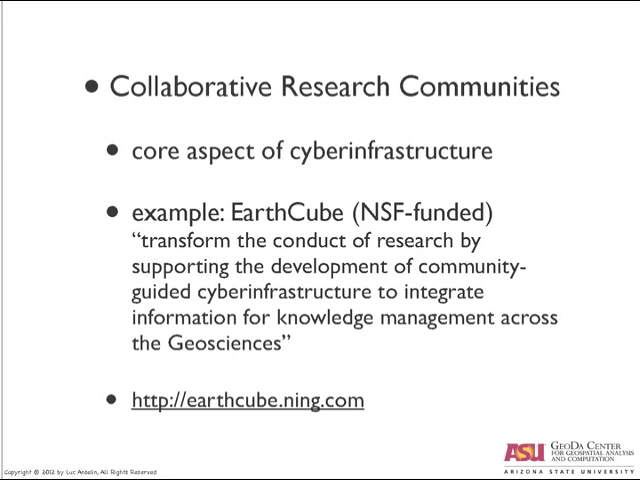 • Collaborative Research Communities
• core aspect of cyberinfrastructure
• example: EarthCube (NSF-funded)
“transform the conduct of research by
supporting the development of community-
guided cyberinfrastructure to integrate
information for knowledge management across
the Geosciences”
• http://earthcube.ning.com
ASU GEODA CENTER
FOR GEOSPATIAL ANALYSIS
AND COMPUTATION
ARIZONA STATE UNIVERSITY
Copyright © 2012 by Luc Anselin, All Rights Reserved